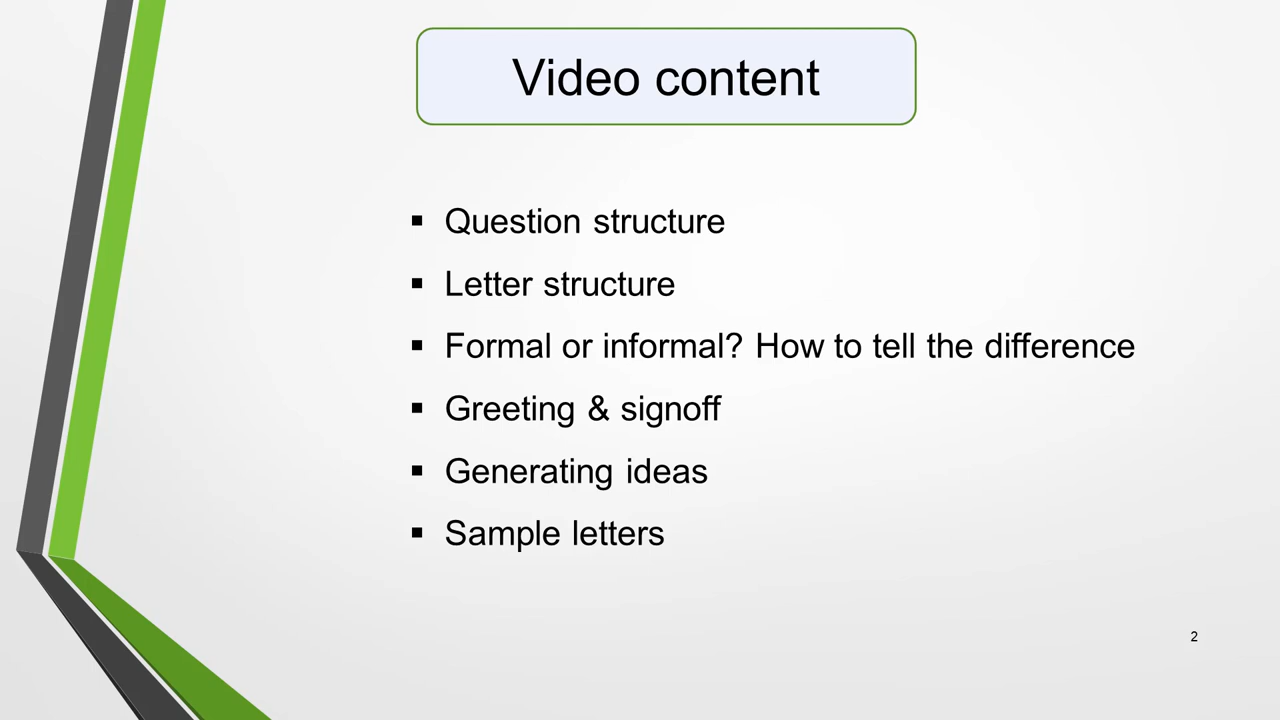 Video content
▪ Question structure
▪ Letter structure
▪ Formal or informal? How to tell the difference
▪ Greeting & signoff
▪ Generating ideas
▪ Sample letters
2